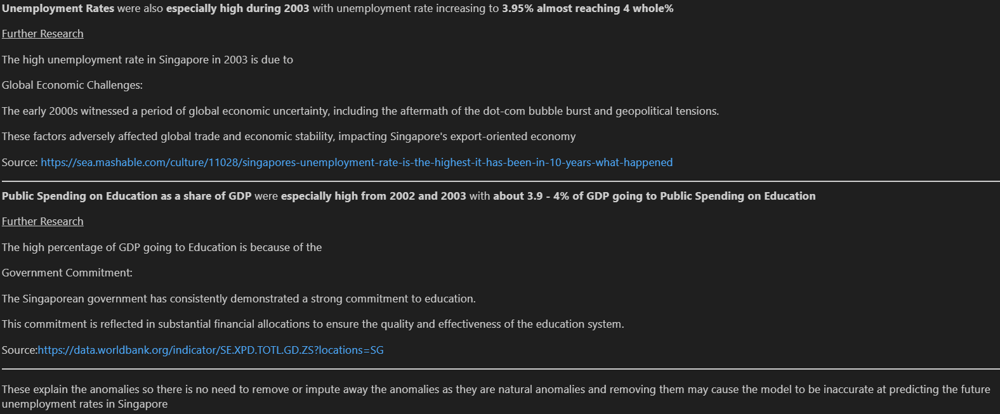 Unemployment Rates were also especially high during 2003 with unemployment rate increasing to 3.95% almost reaching 4 whole%
Further Research
The high unemployment rate in Singapore in 2003 is due to
Global Economic Challenges:
The early 2000s witnessed a period of global economic uncertainty, including the aftermath of the dot-com bubble burst and geopolitical tensions.
These factors adversely affected global trade and economic stability, impacting Singapore's export-oriented economy
Source: https://sea.mashable.com/culture/11028/singapores-unemployment-rate-is-the-highest-it-has-been-in-10-years-what-happened
Public Spending on Education as a share of GDP were especially high from 2002 and 2003 with about 3.9 - 4% of GDP going to Public Spending on Education
Further Research
The high percentage of GDP going to Education is because of the
Government Commitment:
The Singaporean government has consistently demonstrated a strong commitment to education.
This commitment is reflected in substantial financial allocations to ensure the quality and effectiveness of the education system.
Source:https://data.worldbank.org/indicator/SE.XPD.TOTL.GD.ZS?locations=SG
These explain the anomalies so there is no need to remove or impute away the anomalies as they are natural anomalies and removing them may cause the model to be inaccurate at predicting the future
unemployment rates in Singapore